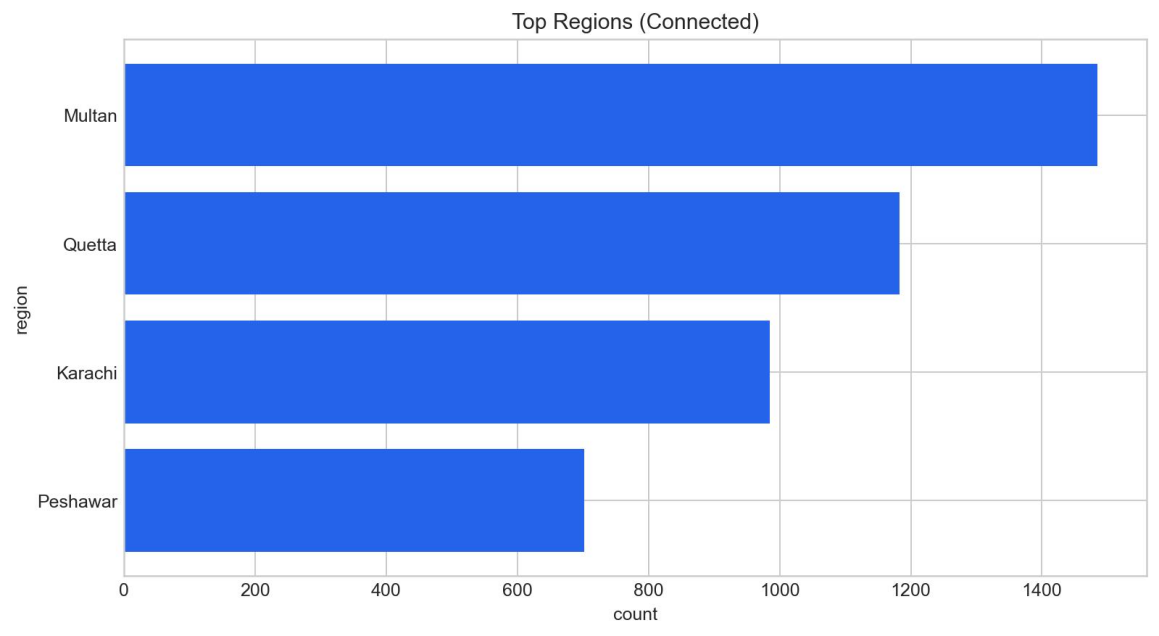 Top Regions (Connected)
Multan
Quetta
Karachi
Peshawar
region
0 200 400 600 800 1000 1200 1400
count